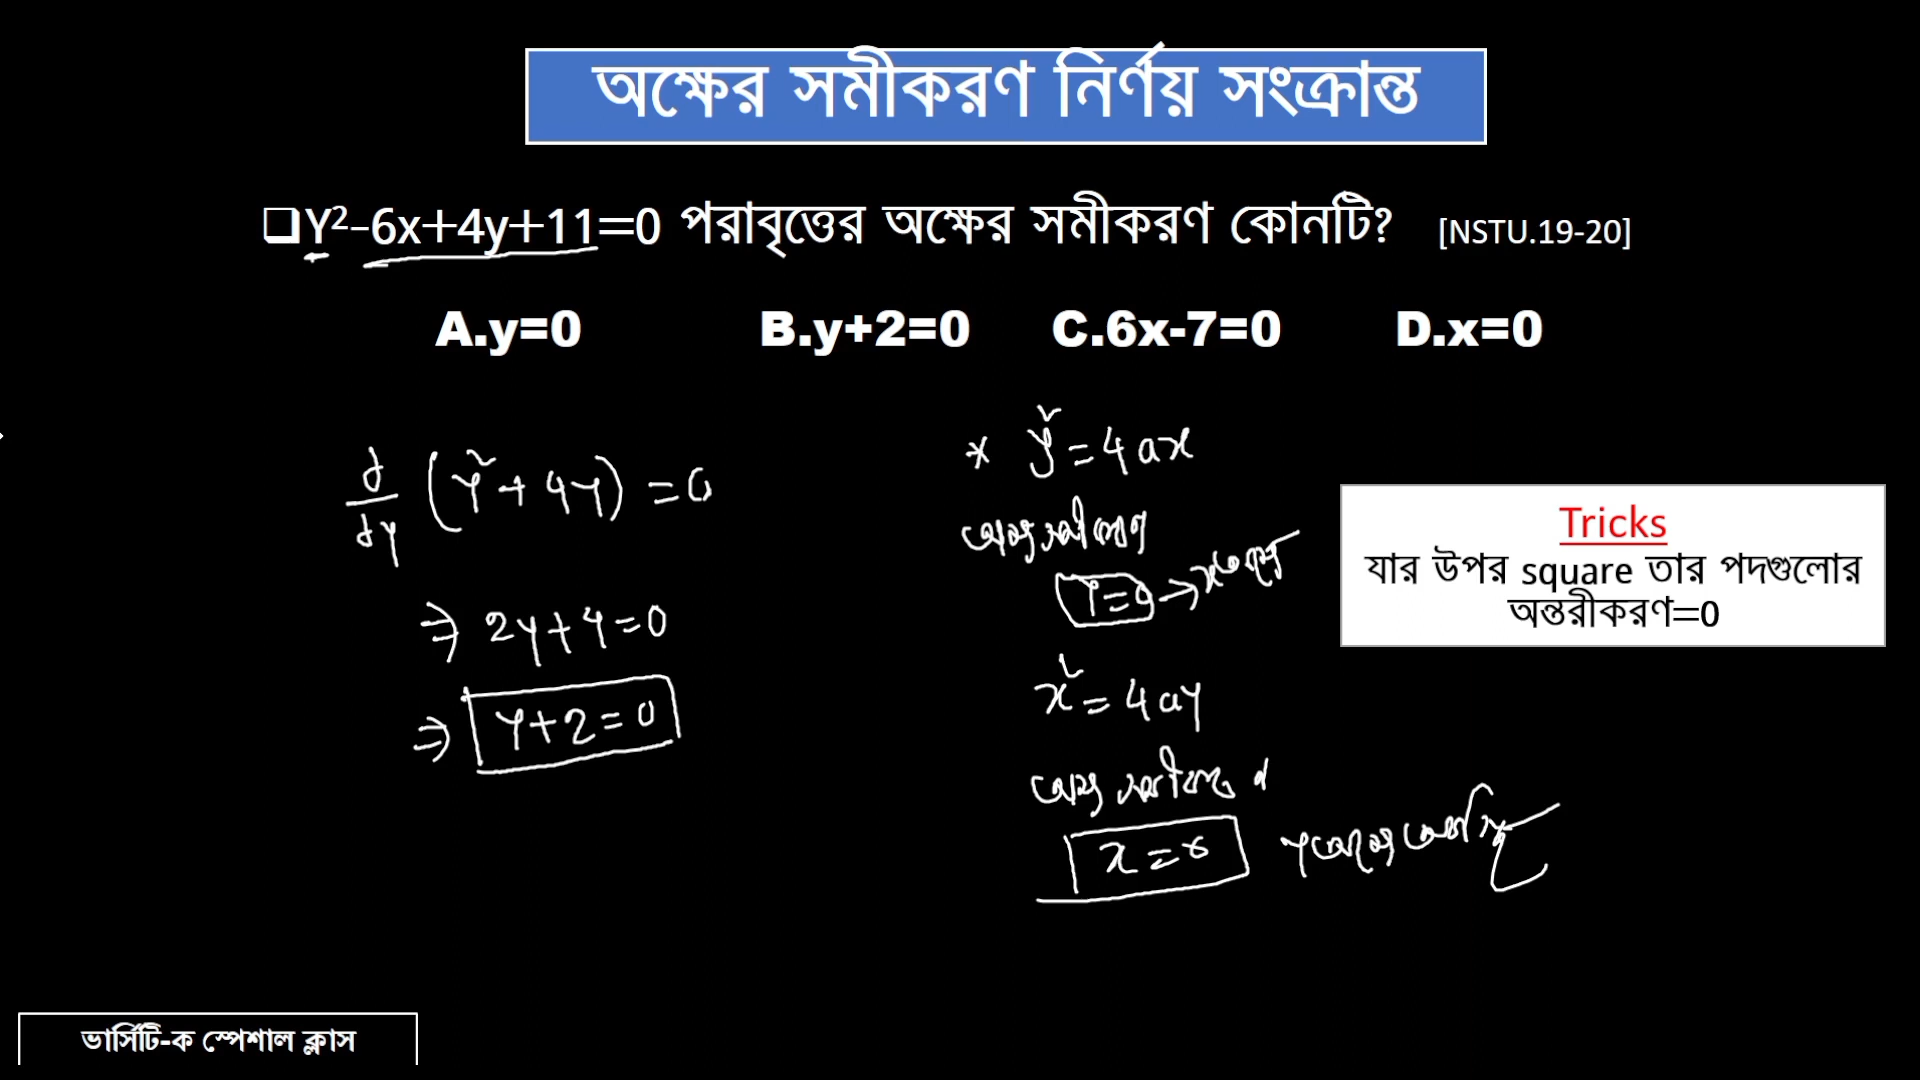 অক্ষের সমীকরণ নির্ণয় সংক্রান্ত
❑Y²-6x+4y+11=0 পরাবৃত্তের অক্ষের সমীকরণ কোনটি? [NSTU.19-20]
A.y=0 B.y+2=0 C.6x-7=0 D.x=0
d/dy (y²+4y) =0
⇒ 2y+4=0
⇒ y+2=0
* y²=4ax
Y=0 →
x²=4ay
x=0
Tricks
যার উপর square তার পদগুলোর
অন্তরীকরণ=0
ভার্সিটি-ক স্পেশাল ক্লাস